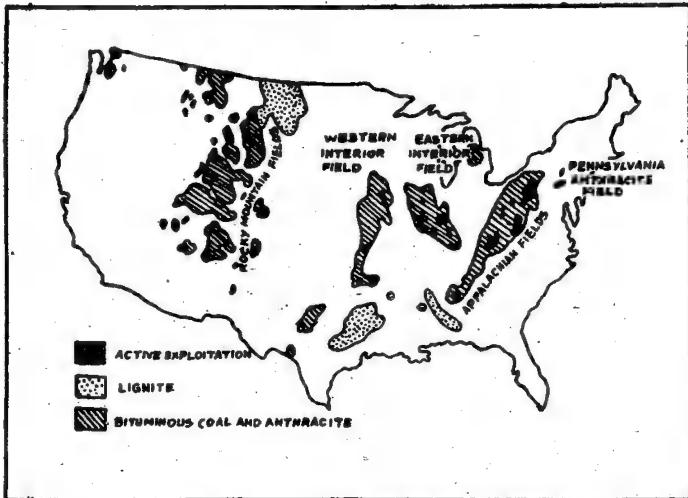 WESTERN
INTERIOR
FIELD
EASTERN
INTERIOR
FIELD
PENNSYLVANIA
ANTHRACITE
FIELD
ROCKY MOUNTAIN FIELDS
APPALACHIAN FIELDS
ACTIVE EXPLOITATION
LIGNITE
BITUMINOUS COAL AND ANTHRACITE